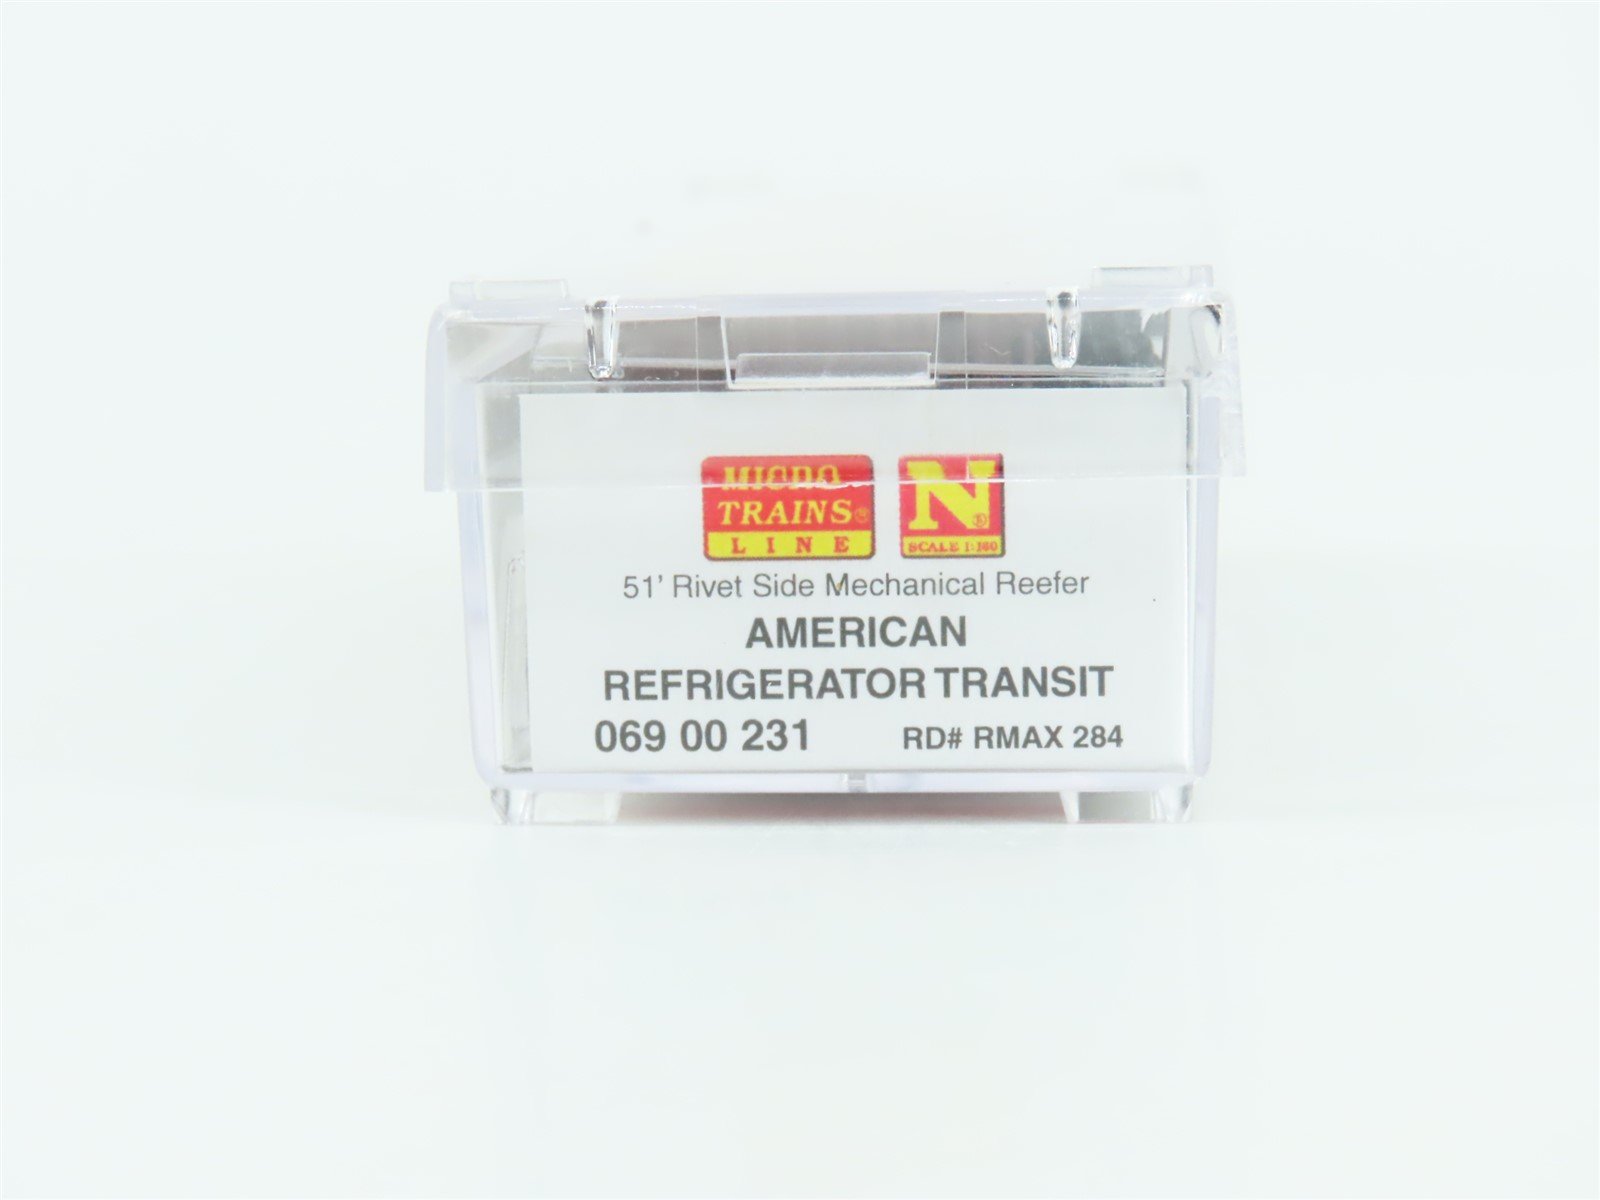 MICRO
TRAINS®
LINE
N®
SCALE 1:160
51' Rivet Side Mechanical Reefer
AMERICAN
REFRIGERATOR TRANSIT
069 00 231 RD# RMAX 284